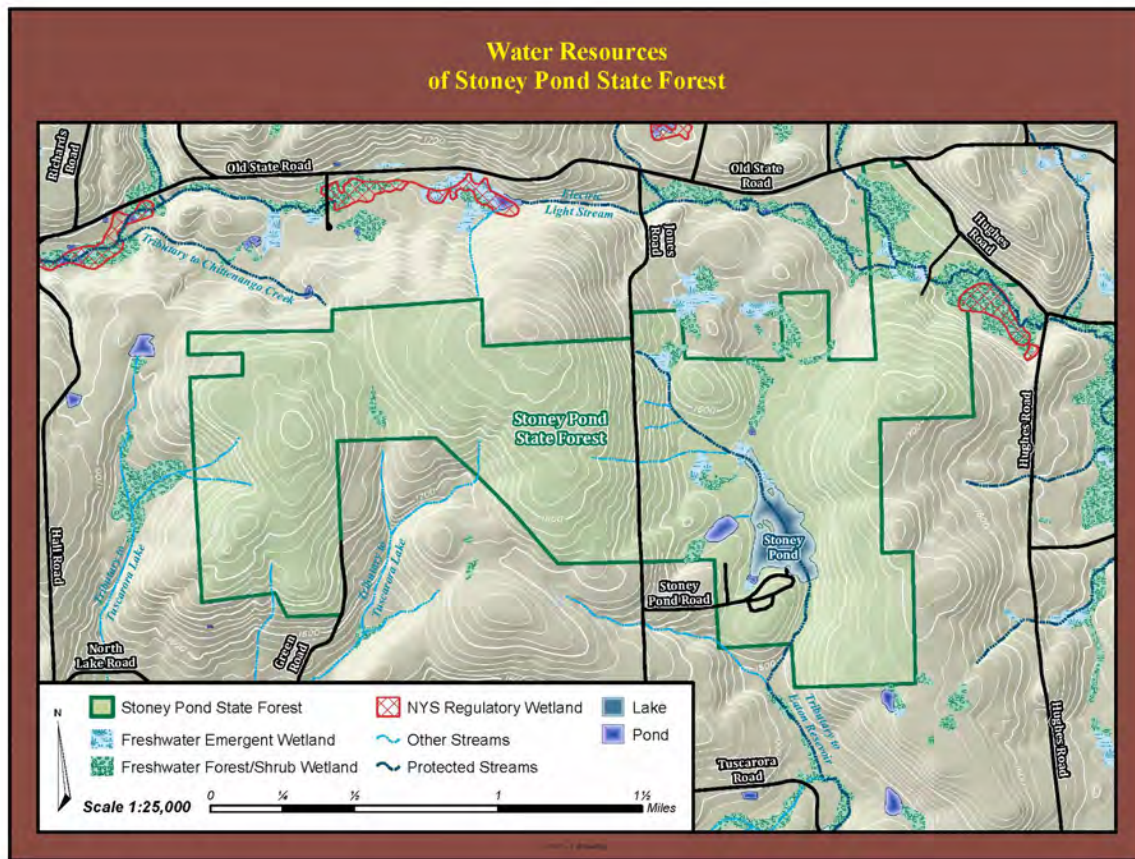 Water Resources
of Stoney Pond State Forest
Richards
Road
Old State Road
Old State
Road
Electric
Light Stream
Jones
Road
Hughes
Road
Tributary to Chittenango Creek
Stoney Pond
State Forest
1600
1700
1600
Hughes Road
Hall Road
Tributary to
Tuscarora Lake
Tributary to
Tuscarora Lake
Stoney
Pond
Stoney
Pond Road
Green
Road
North
Lake Road
Tributary to
Eaton Reservoir
Hughes Road
Tuscarora
Road
N
Stoney Pond State Forest
NYS Regulatory Wetland
Lake
Freshwater Emergent Wetland
Other Streams
Pond
Freshwater Forest/Shrub Wetland
Protected Streams
Scale 1:25,000
0 ¼ ½ 1 1½
Miles